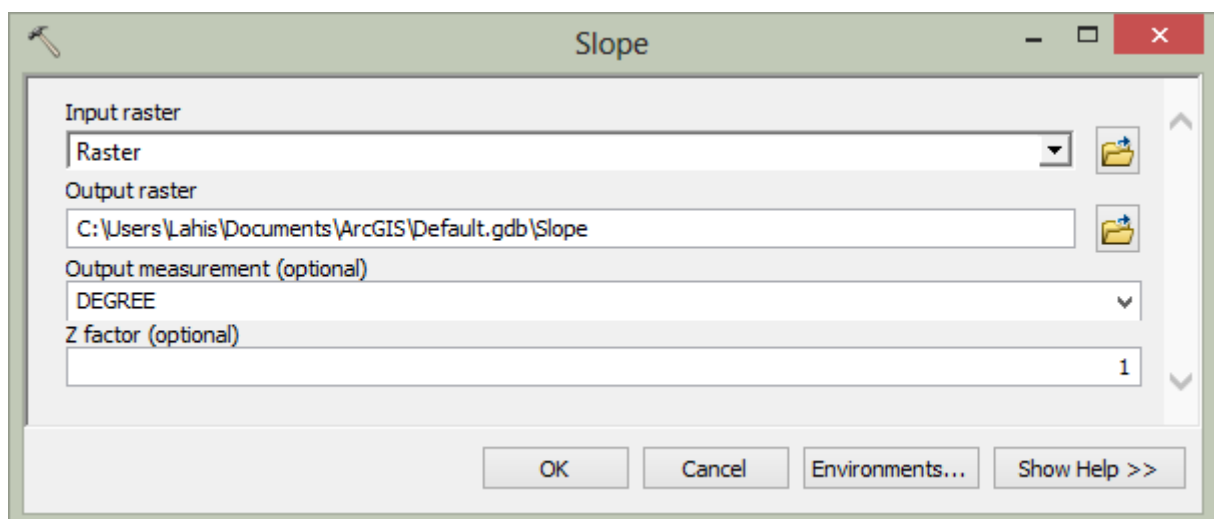 Slope
Input raster
Raster
Output raster
C:\Users\Lahis\Documents\ArcGIS\Default.gdb\Slope
Output measurement (optional)
DEGREE
Z factor (optional)
1
OK Cancel Environments... Show Help >>